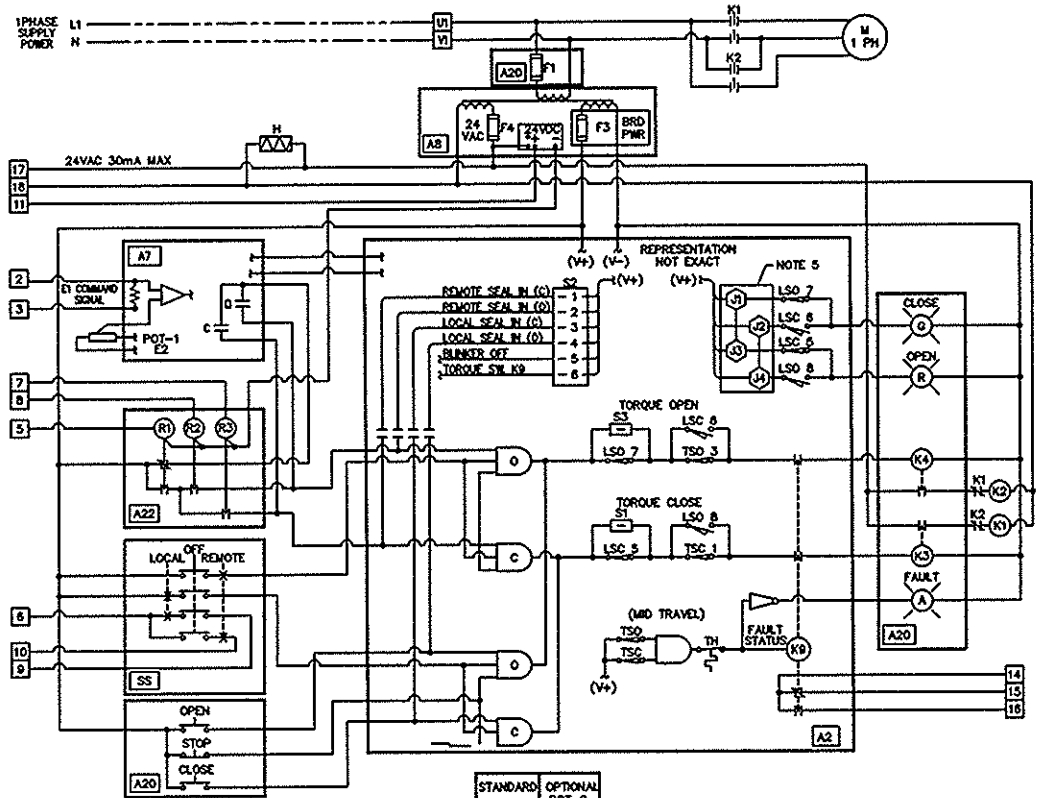 1PHASE L1
SUPPLY
POWER N
U1
V1
K1
K2
M
1 PH
A20
F1
24
VAC
F4
24VDC
+
-
F3
BRD
PWR
A8
H
17
24VAC 30mA MAX
18
11
A7
2
E1 COMMAND
SIGNAL
3
POT-1
E2
O
C
7
8
5
R1
R2
R3
A22
LOCAL
OFF
REMOTE
6
10
9
SS
OPEN
STOP
CLOSE
A20
(V+)
(V-)
REPRESENTATION
NOT EXACT
S2
(V+)
(V+)
NOTE 5
REMOTE SEAL IN (C)
1
REMOTE SEAL IN (O)
2
LOCAL SEAL IN (C)
3
LOCAL SEAL IN (O)
4
BLINKER OFF
5
TORQUE SW. K9
6
J1
J2
J3
J4
LSO 7
LSC 6
LSC 5
LSO 8
CLOSE
G
OPEN
R
TORQUE OPEN
S3
LSO 7
LSC 6
TSO 3
O
K4
K1
K2
TORQUE CLOSE
S1
LSC 5
LSO 8
TSC 1
C
K2
K1
K3
FAULT
A
A20
(MID TRAVEL)
TSO
TSC
(V+)
TH
FAULT
STATUS
K9
O
C
A2
14
15
16
STANDARD
OPTIONAL